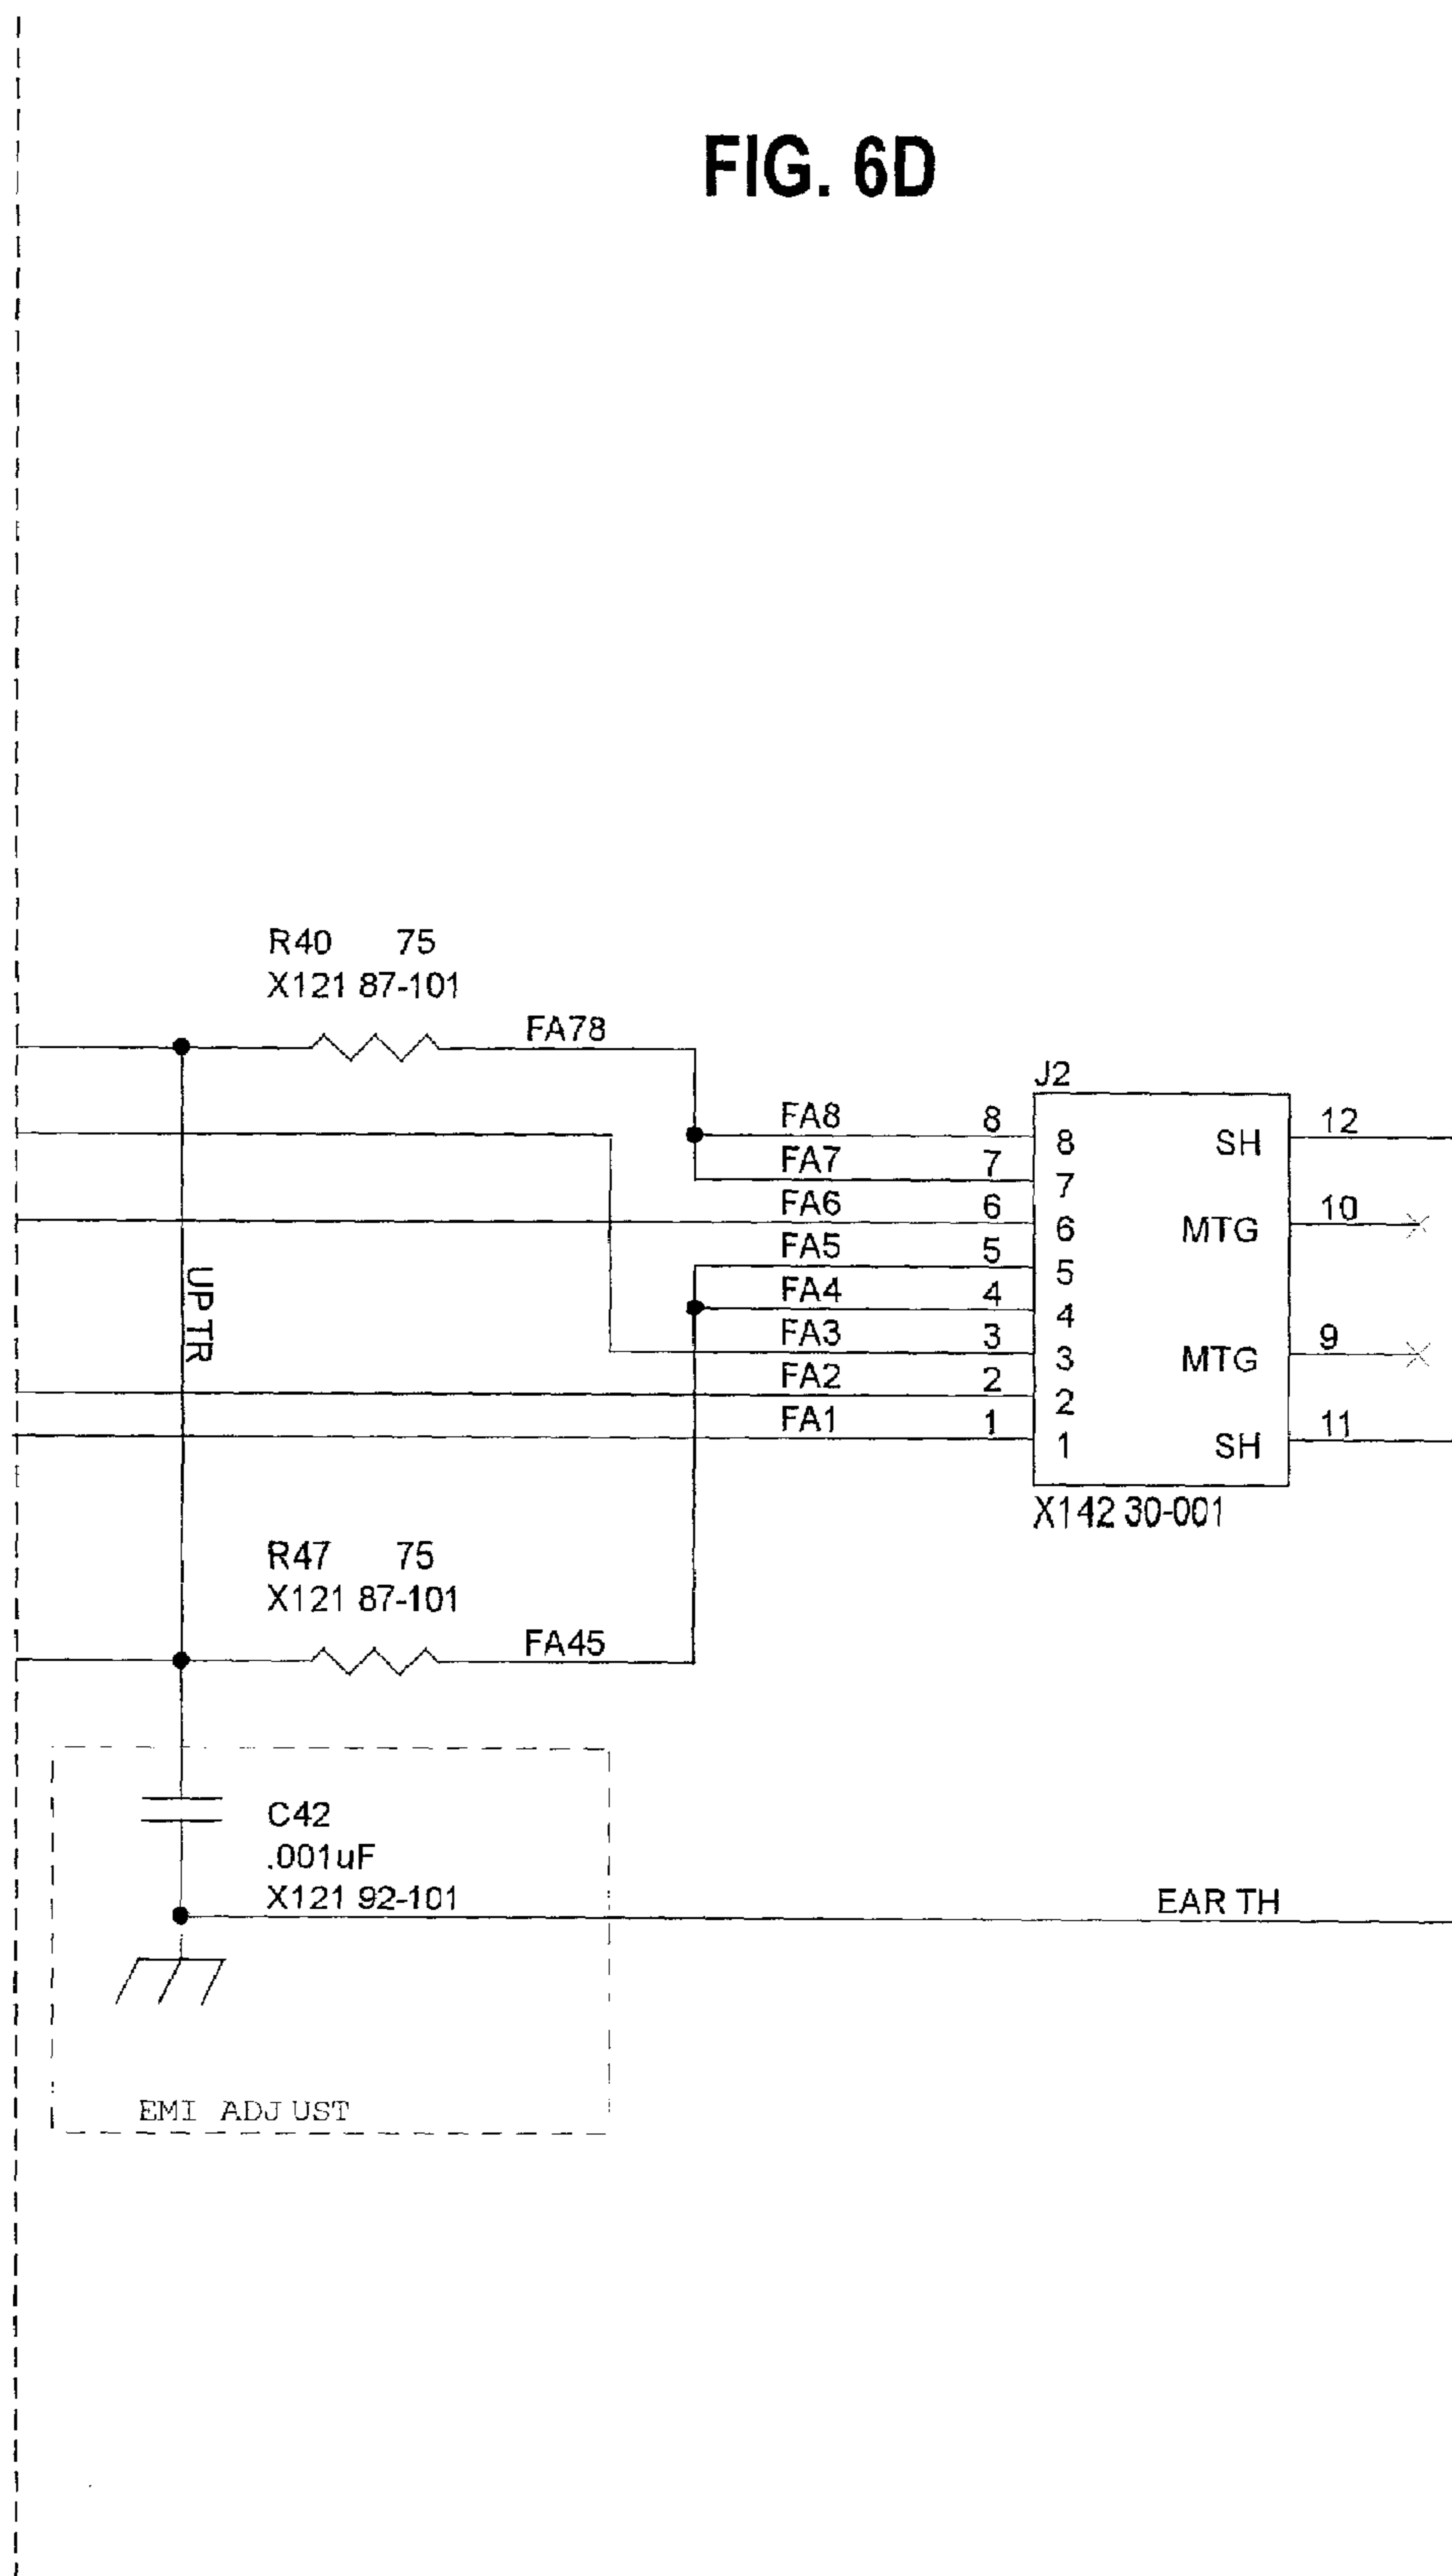 FIG. 6D
R40 75
X121 87-101
FA78
J2
FA8 8 8 SH 12
FA7 7 7
FA6 6 6 MTG 10
FA5 5 5
FA4 4 4
FA3 3 3 MTG 9
FA2 2 2
FA1 1 1 SH 11
X142 30-001
UPTR
R47 75
X121 87-101
FA45
C42
.001uF
X121 92-101
EAR TH
EMI ADJ UST